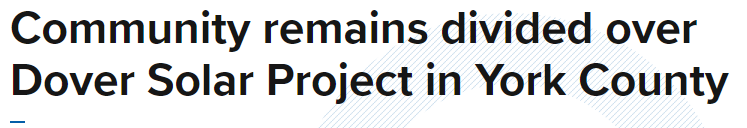 Community remains divided over
Dover Solar Project in York County